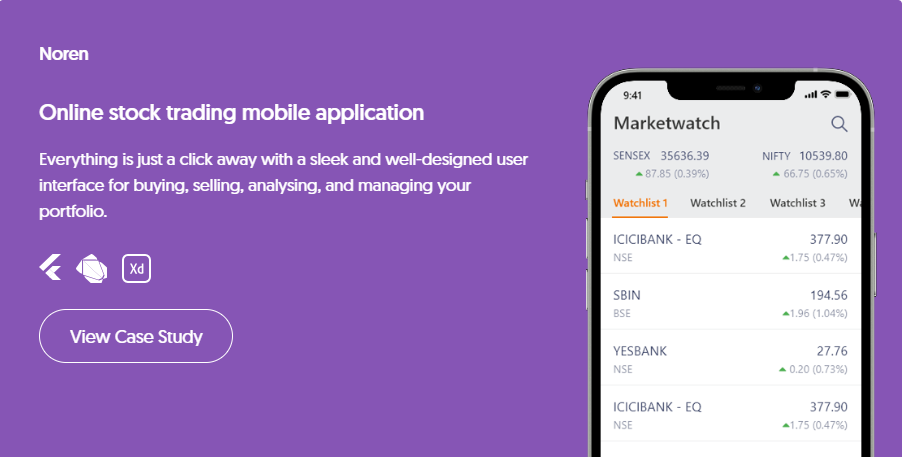 Noren
Online stock trading mobile application
Everything is just a click away with a sleek and well-designed user
interface for buying, selling, analysing, and managing your
portfolio.
Xd
View Case Study
9:41
Marketwatch
SENSEX 35636.39 NIFTY 10539.80
87.85 (0.39%) 66.75 (0.65%)
Watchlist 1 Watchlist 2 Watchlist 3 Wa
ICICIBANK - EQ 377.90
NSE 1.75 (0.47%)
SBIN 194.56
BSE 1.96 (1.04%)
YESBANK 27.76
NSE 0.20 (0.73%)
ICICIBANK - EQ 377.90
NSE 1.75 (0.47%)